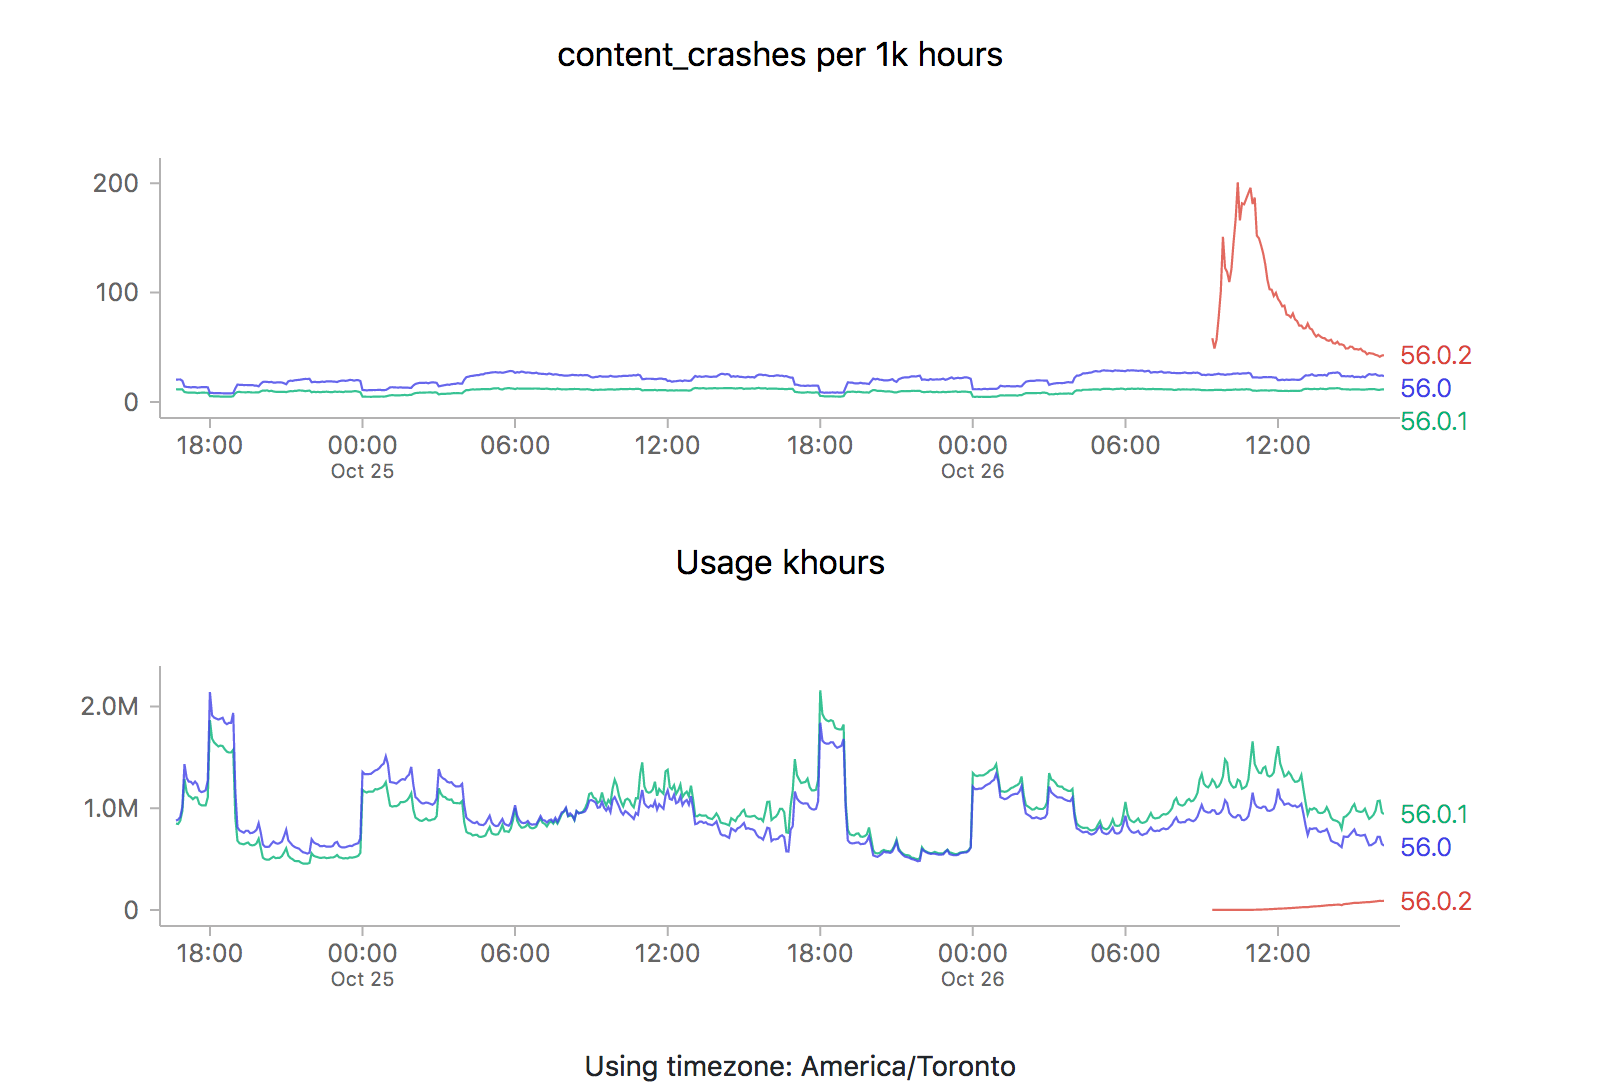 content_crashes per 1k hours
200
100
0
56.0.2
56.0
56.0.1
18:00 00:00 06:00 12:00 18:00 00:00 06:00 12:00
Oct 25 Oct 26
Usage khours
2.0M
1.0M
0
56.0.1
56.0
56.0.2
18:00 00:00 06:00 12:00 18:00 00:00 06:00 12:00
Oct 25 Oct 26
Using timezone: America/Toronto